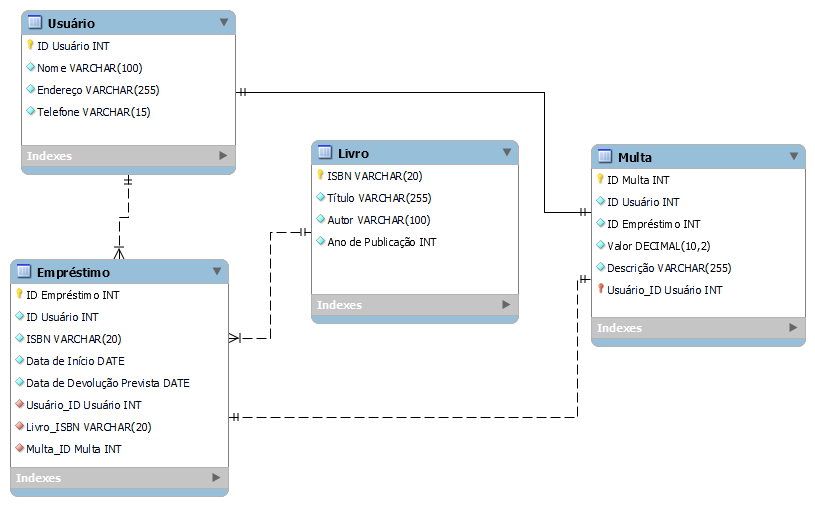 Usuário
ID Usuário INT
Nome VARCHAR(100)
Endereço VARCHAR(255)
Telefone VARCHAR(15)
Indexes
Livro
ISBN VARCHAR(20)
Título VARCHAR(255)
Autor VARCHAR(100)
Ano de Publicação INT
Indexes
Multa
ID Multa INT
ID Usuário INT
ID Empréstimo INT
Valor DECIMAL(10,2)
Descrição VARCHAR(255)
Usuário_ID Usuário INT
Indexes
Empréstimo
ID Empréstimo INT
ID Usuário INT
ISBN VARCHAR(20)
Data de Início DATE
Data de Devolução Prevista DATE
Usuário_ID Usuário INT
Livro_ISBN VARCHAR(20)
Multa_ID Multa INT
Indexes